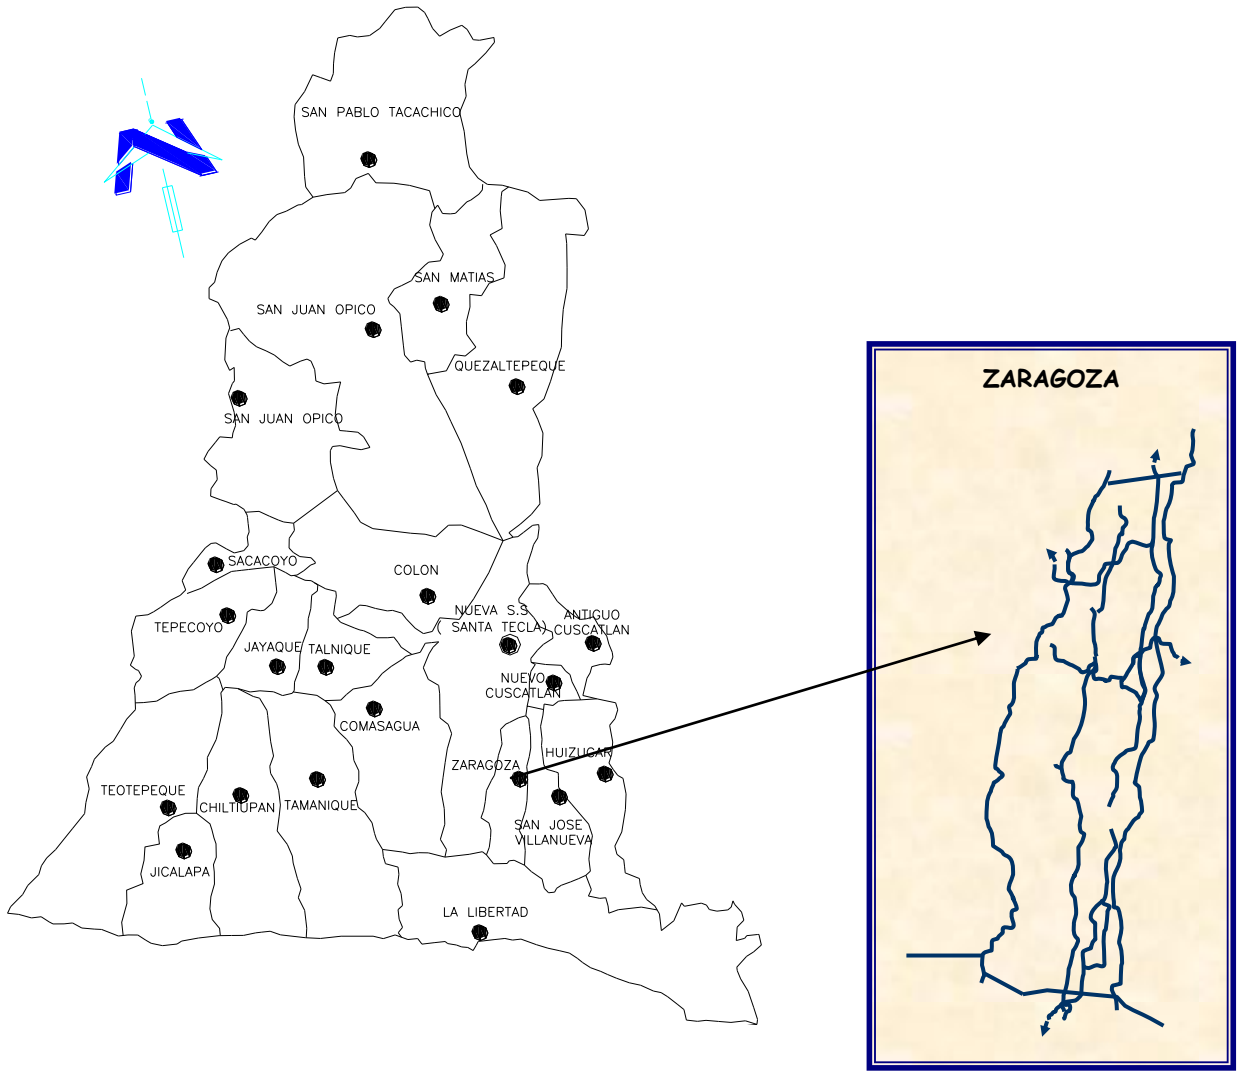 SAN PABLO TACACHICO
SAN MATIAS
SAN JUAN OPICO
QUEZALTEPEQUE
ZARAGOZA
SAN JUAN OPICO
SACACOYO
COLON
NUEVA S.S
( SANTA TECLA)
ANTIGUO
CUSCATLAN
TEPECOYO
JAYAQUE
TALNIQUE
NUEVO
CUSCATLAN
COMASAGUA
HUIZUCAR
ZARAGOZA
TEOTEPEQUE
CHILTIUPAN
TAMANIQUE
SAN JOSE
VILLANUEVA
JICALAPA
LA LIBERTAD